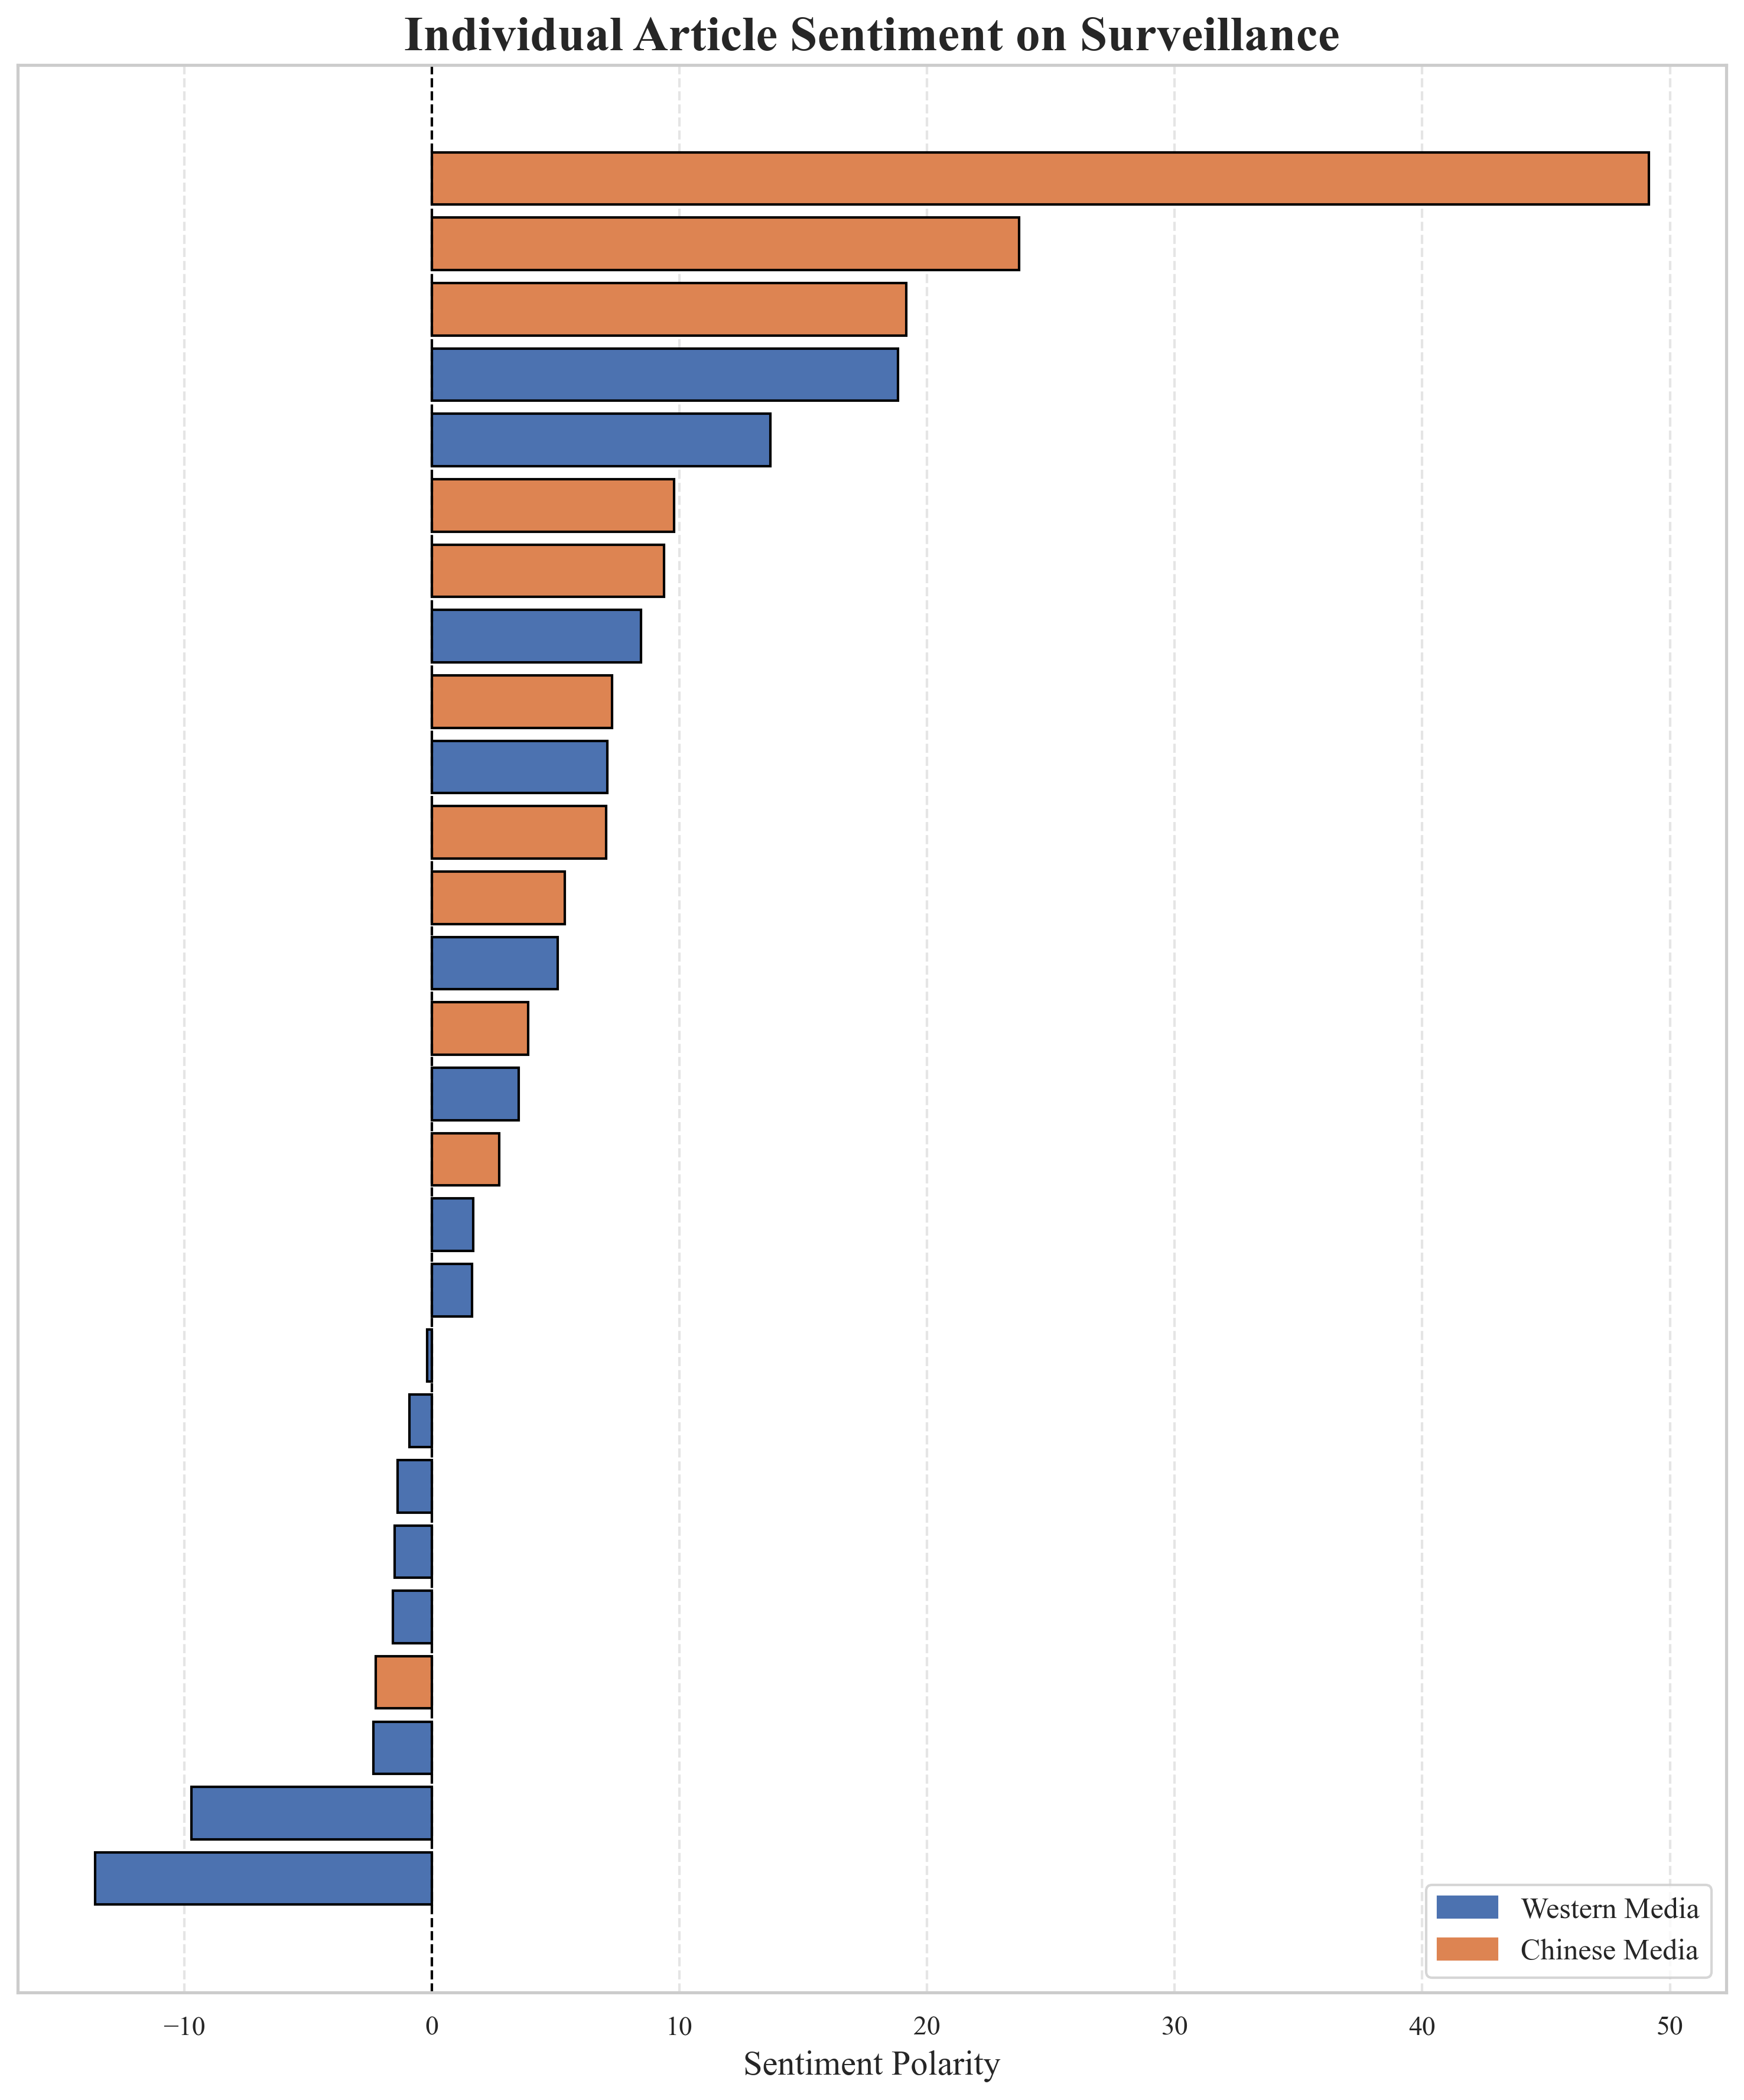 Individual Article Sentiment on Surveillance
Western Media
Chinese Media
−10 0 10 20 30 40 50
Sentiment Polarity